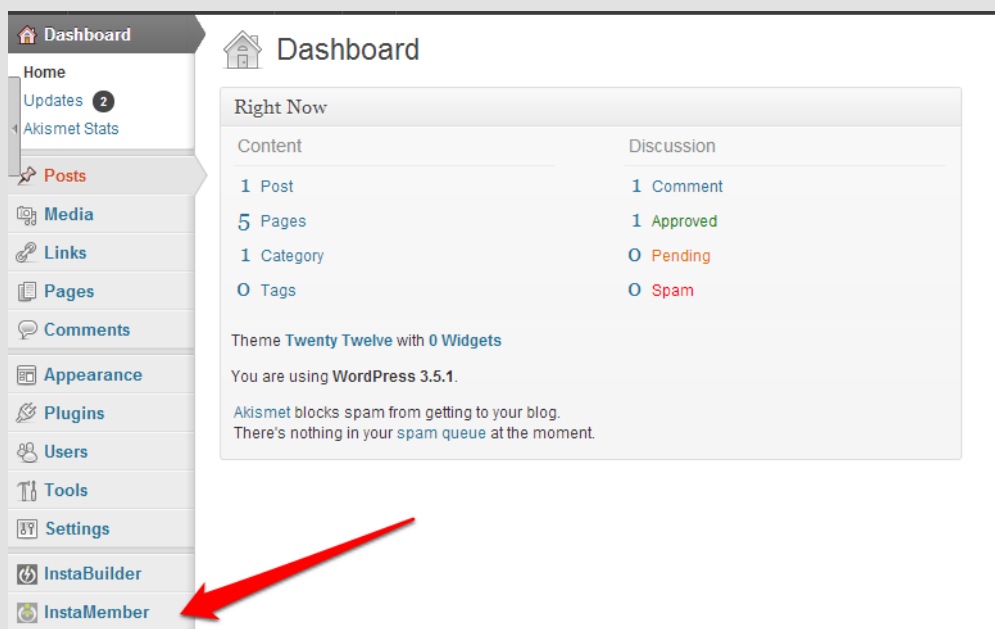 Dashboard
Home
Updates 2
Akismet Stats
Posts
Media
Links
Pages
Comments
Appearance
Plugins
Users
Tools
Settings
InstaBuilder
InstaMember
Dashboard
Right Now
Content
1 Post
5 Pages
1 Category
0 Tags
Discussion
1 Comment
1 Approved
0 Pending
0 Spam
Theme Twenty Twelve with 0 Widgets
You are using WordPress 3.5.1.
Akismet blocks spam from getting to your blog.
There's nothing in your spam queue at the moment.